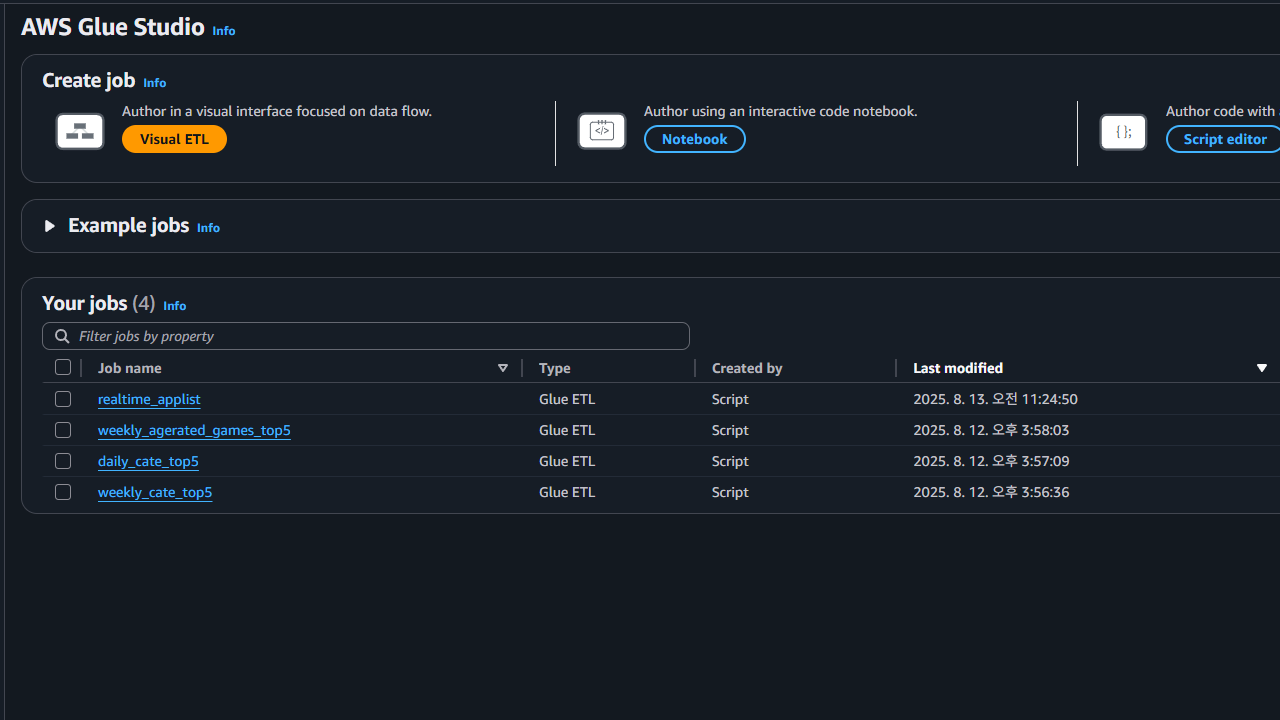 AWS Glue Studio Info
Create job Info
Author in a visual interface focused on data flow.
Visual ETL
Author using an interactive code notebook.
Notebook
Author code with
Script editor
Example jobs Info
Your jobs (4) Info
Filter jobs by property
Job name Type Created by Last modified
realtime_applist Glue ETL Script 2025. 8. 13. 오전 11:24:50
weekly_agerated_games_top5 Glue ETL Script 2025. 8. 12. 오후 3:58:03
daily_cate_top5 Glue ETL Script 2025. 8. 12. 오후 3:57:09
weekly_cate_top5 Glue ETL Script 2025. 8. 12. 오후 3:56:36